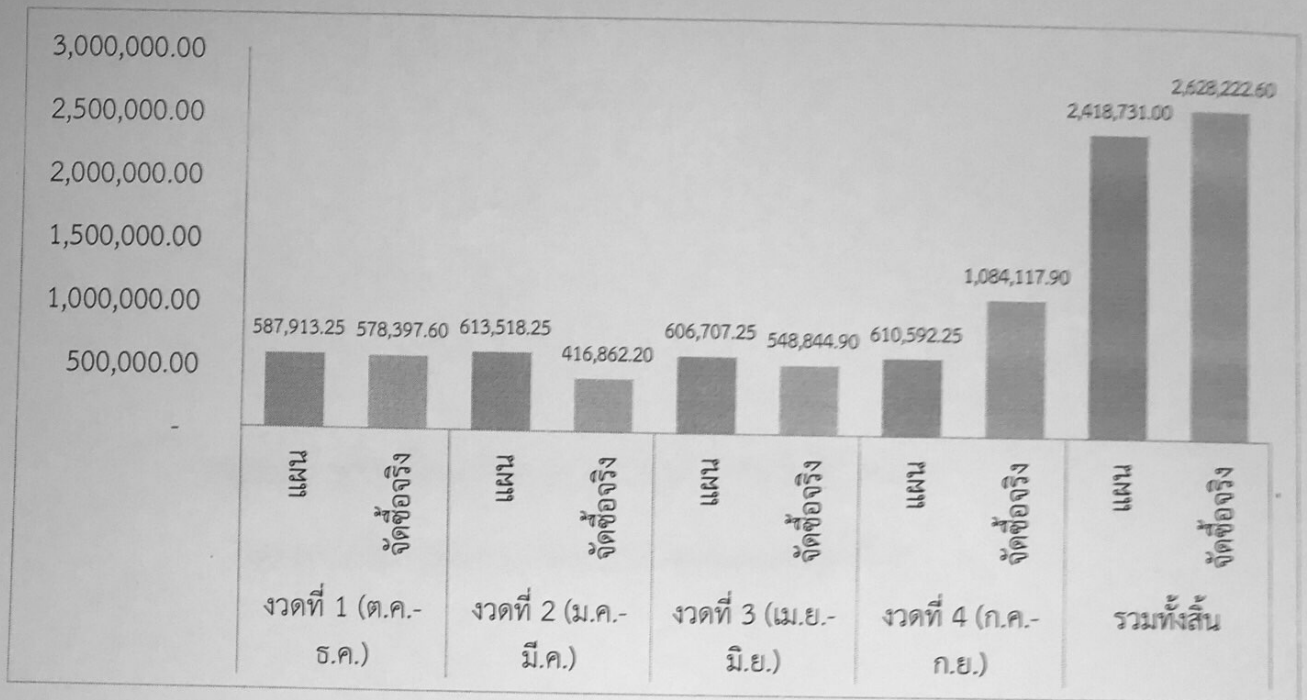 3,000,000.00
2,500,000.00
2,000,000.00
1,500,000.00
1,000,000.00
500,000.00
-
587,913.25
578,397.60
613,518.25
416,862.20
606,707.25
548,844.90
610,592.25
1,084,117.90
2,418,731.00
2,628,222.60
แผน
จัดซื้อจริง
แผน
จัดซื้อจริง
แผน
จัดซื้อจริง
แผน
จัดซื้อจริง
แผน
จัดซื้อจริง
งวดที่ 1 (ต.ค.-
ธ.ค.)
งวดที่ 2 (ม.ค.-
มี.ค.)
งวดที่ 3 (เม.ย.-
มิ.ย.)
งวดที่ 4 (ก.ค.-
ก.ย.)
รวมทั้งสิ้น